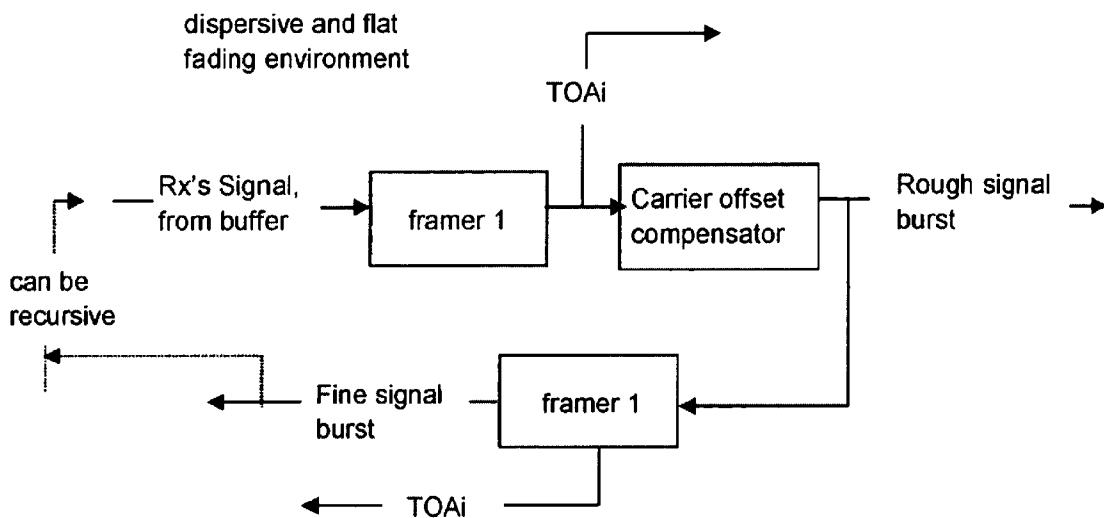 dispersive and flat
fading environment
TOAi
Rx's Signal,
from buffer
framer 1
Carrier offset
compensator
Rough signal
burst
can be
recursive
Fine signal
burst
framer 1
TOAi